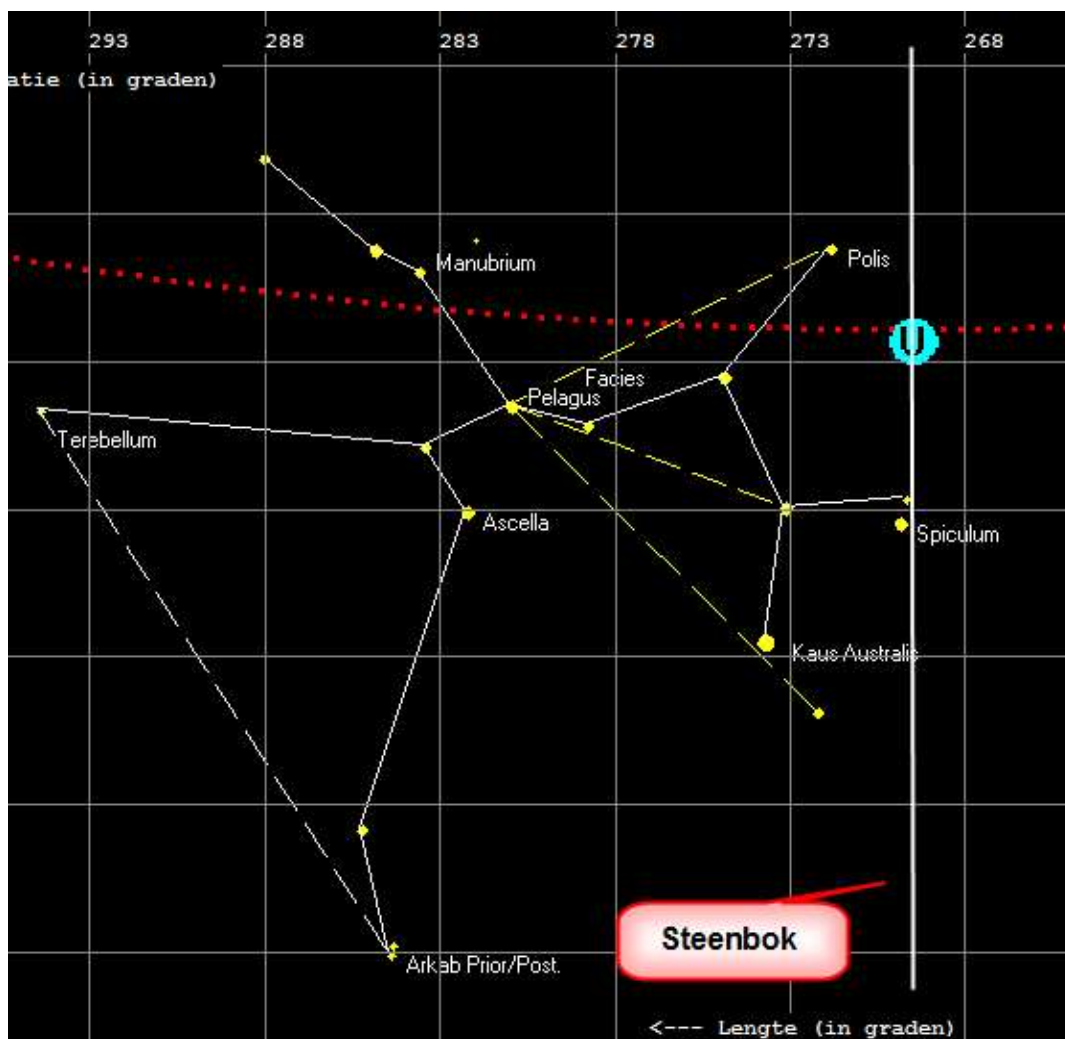 293 288 283 278 273 268
atie (in graden)
Manubrium
Polis
U
Facies
Pelagus
Terebellum
Ascella
Spiculum
Kaus Australis
Steenbok
Arkab Prior/Post.
<--- Lengte (in graden)